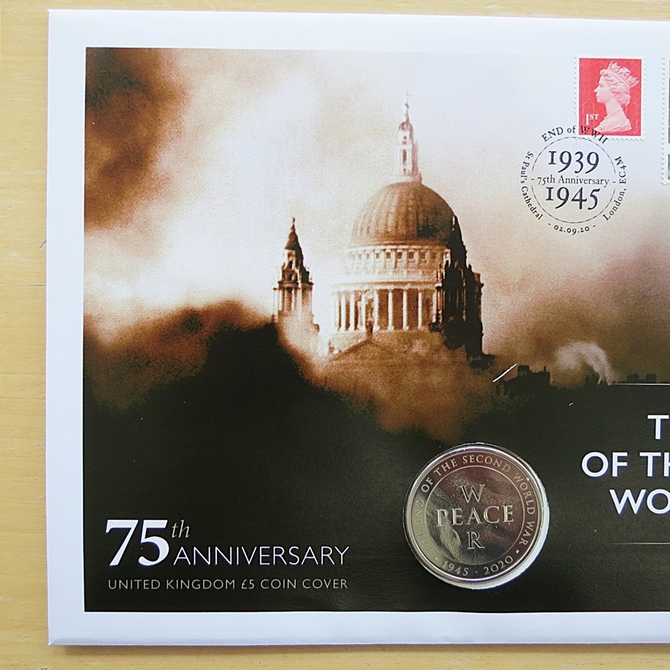 1ST
END of WWII
1939
75th Anniversary
1945
St Paul's Cathedral
London, EC4M
- 02.09.20 -
T
OF TH
WO
OF THE SECOND WORLD WAR
W
PEACE
R
• 1945 • 2020 •
75th
ANNIVERSARY
UNITED KINGDOM £5 COIN COVER